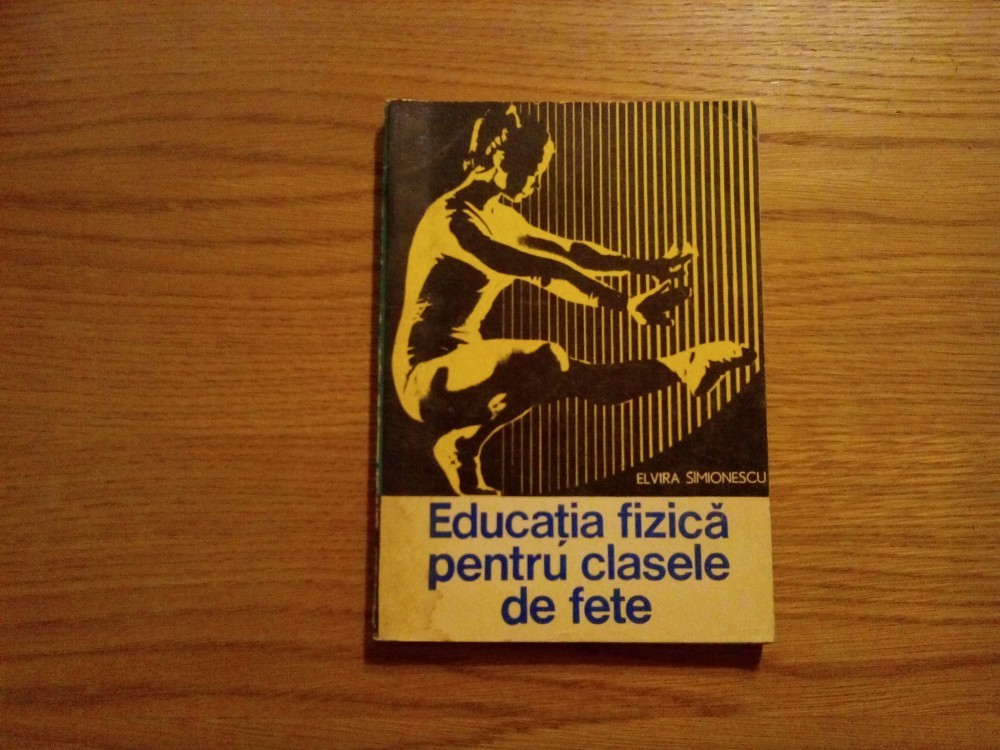 ELVIRA SIMIONESCU
Educația fizică
pentru clasele
de fete